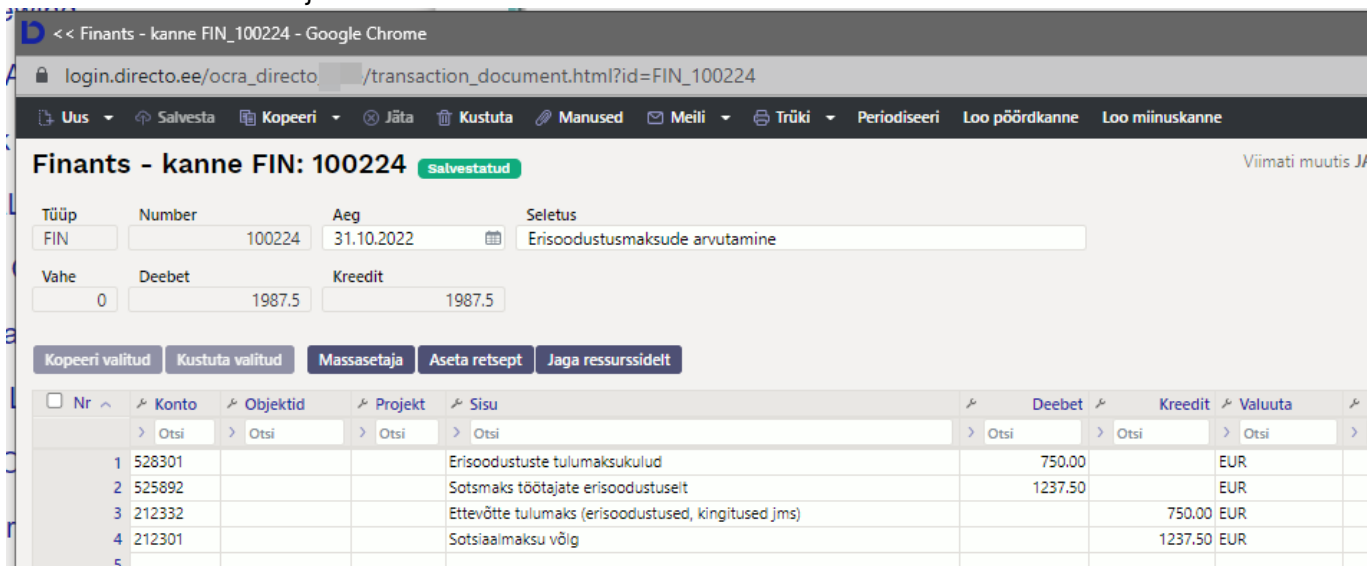 << Finants - kanne FIN_100224 - Google Chrome
login.directo.ee/ocra_directo /transaction_document.html?id=FIN_100224
Uus Salvesta Kopeeri Jäta Kustuta Manused Meili Trüki Periodiseeri Loo pöördkanne Loo miinuskanne
Finants - kanne FIN: 100224 Salvestatud Viimati muutis
Tüüp Number Aeg Seletus
FIN 100224 31.10.2022 Erisoodustusmaksude arvutamine
Vahe Deebet Kreedit
0 1987.5 1987.5
Kopeeri valitud Kustuta valitud Massasetaja Aseta retsept Jaga ressurssidelt
Nr Konto Objektid Projekt Sisu Deebet Kreedit Valuuta
Otsi Otsi Otsi Otsi Otsi Otsi Otsi
1 528301 Erisoodustuste tulumaksukulud 750.00 EUR
2 525892 Sotsmaks töötajate erisoodustuselt 1237.50 EUR
3 212332 Ettevõtte tulumaks (erisoodustused, kingitused jms) 750.00 EUR
4 212301 Sotsiaalmaksu võlg 1237.50 EUR
5